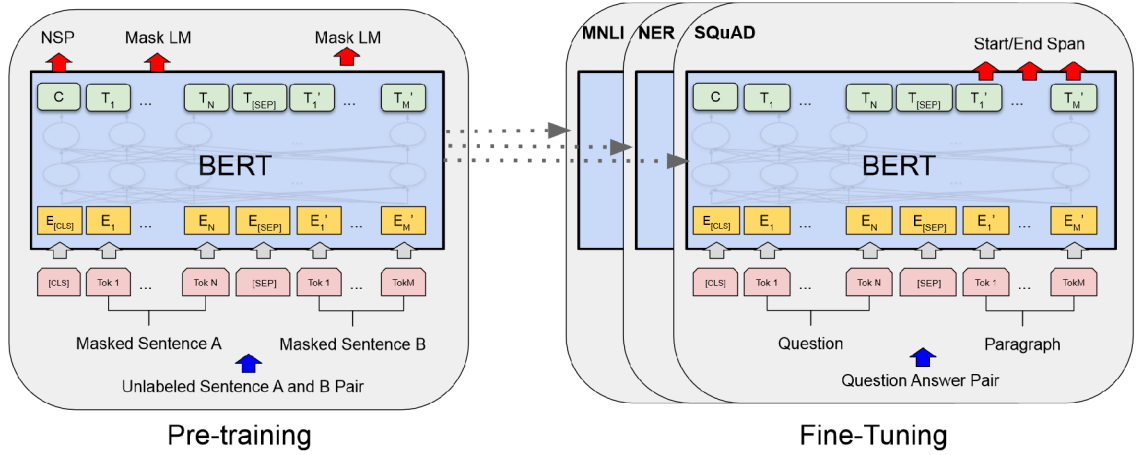 NSP Mask LM Mask LM
C T1 ... TN T[SEP] T1' ... TM'
BERT
E[CLS] E1 ... EN E[SEP] E1' ... EM'
[CLS] Tok 1 ... Tok N [SEP] Tok 1 ... TokM
Masked Sentence A Masked Sentence B
Unlabeled Sentence A and B Pair
Pre-training
MNLI NER SQuAD
Start/End Span
C T1 ... TN T[SEP] T1' ... TM'
BERT
E[CLS] E1 ... EN E[SEP] E1' ... EM'
[CLS] Tok 1 ... Tok N [SEP] Tok 1 ... TokM
Question Paragraph
Question Answer Pair
Fine-Tuning